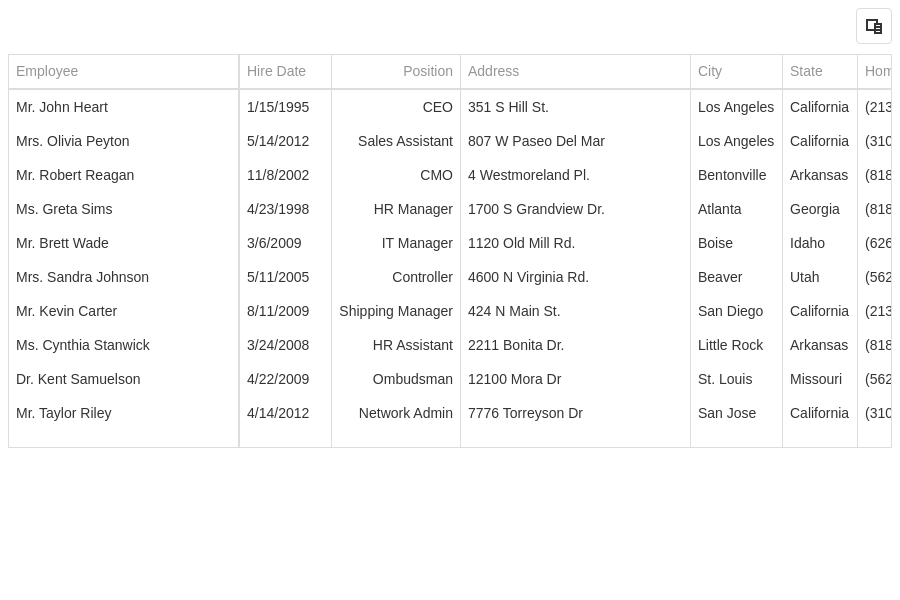 Employee Hire Date Position Address City State
Mr. John Heart 1/15/1995 CEO 351 S Hill St. Los Angeles California (213
Mrs. Olivia Peyton 5/14/2012 Sales Assistant 807 W Paseo Del Mar Los Angeles California (310
Mr. Robert Reagan 11/8/2002 CMO 4 Westmoreland Pl. Bentonville Arkansas (818
Ms. Greta Sims 4/23/1998 HR Manager 1700 S Grandview Dr. Atlanta Georgia (818
Mr. Brett Wade 3/6/2009 IT Manager 1120 Old Mill Rd. Boise Idaho (626
Mrs. Sandra Johnson 5/11/2005 Controller 4600 N Virginia Rd. Beaver Utah (562
Mr. Kevin Carter 8/11/2009 Shipping Manager 424 N Main St. San Diego California (213
Ms. Cynthia Stanwick 3/24/2008 HR Assistant 2211 Bonita Dr. Little Rock Arkansas (818
Dr. Kent Samuelson 4/22/2009 Ombudsman 12100 Mora Dr St. Louis Missouri (562
Mr. Taylor Riley 4/14/2012 Network Admin 7776 Torreyson Dr San Jose California (310